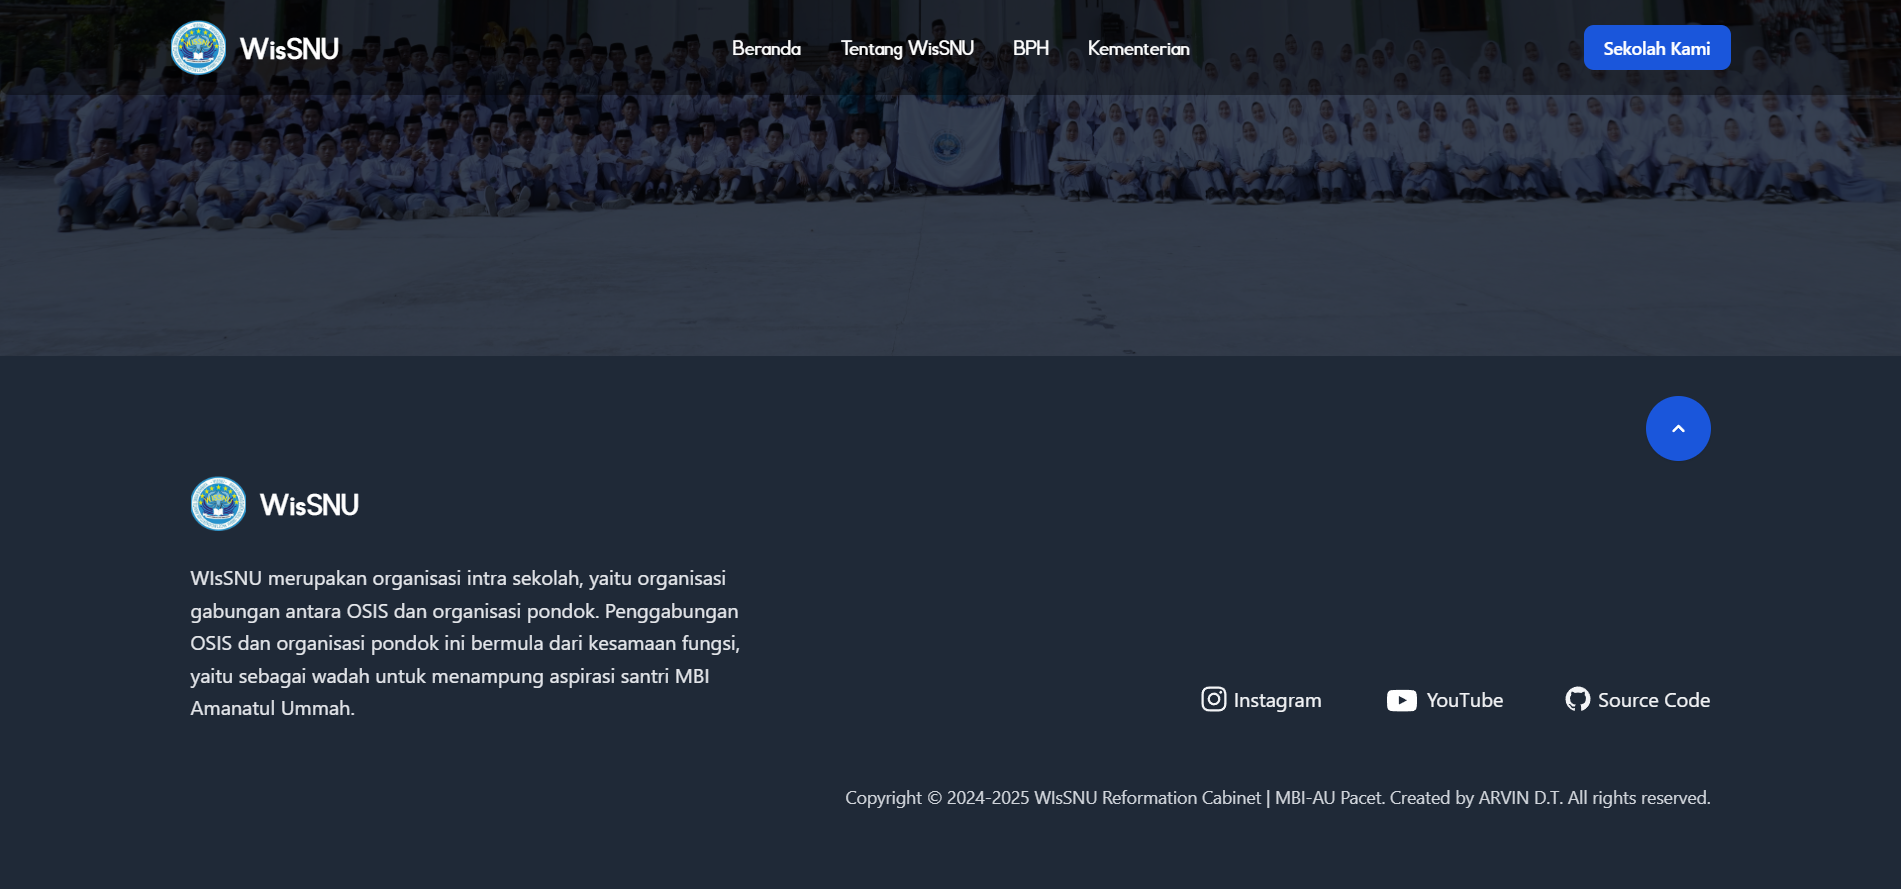 WisSNU
Beranda
Tentang WisSNU
BPH
Kementerian
Sekolah Kami
WisSNU
WIsSNU merupakan organisasi intra sekolah, yaitu organisasi
gabungan antara OSIS dan organisasi pondok. Penggabungan
OSIS dan organisasi pondok ini bermula dari kesamaan fungsi,
yaitu sebagai wadah untuk menampung aspirasi santri MBI
Amanatul Ummah.
Instagram
YouTube
Source Code
Copyright © 2024-2025 WIsSNU Reformation Cabinet | MBI-AU Pacet. Created by ARVIN D.T. All rights reserved.